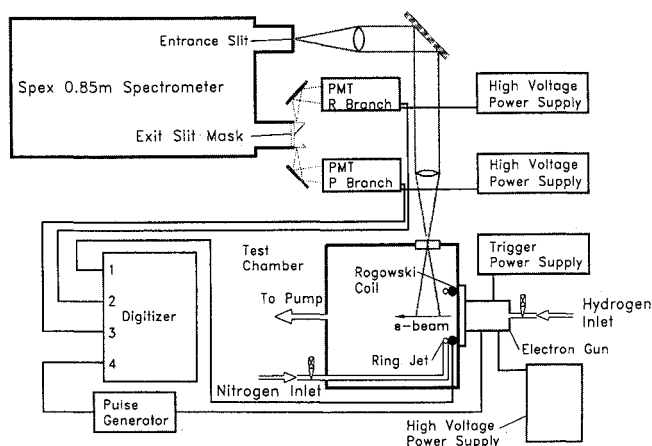 Entrance Slit
Spex 0.85m Spectrometer
Exit Slit Mask
PMT
R Branch
High Voltage
Power Supply
PMT
P Branch
High Voltage
Power Supply
1
2
3
4
Digitizer
Test
Chamber
To Pump
Rogowski
Coil
e-beam
Ring Jet
Trigger
Power Supply
Hydrogen
Inlet
Electron Gun
Nitrogen Inlet
Pulse
Generator
High Voltage
Power Supply